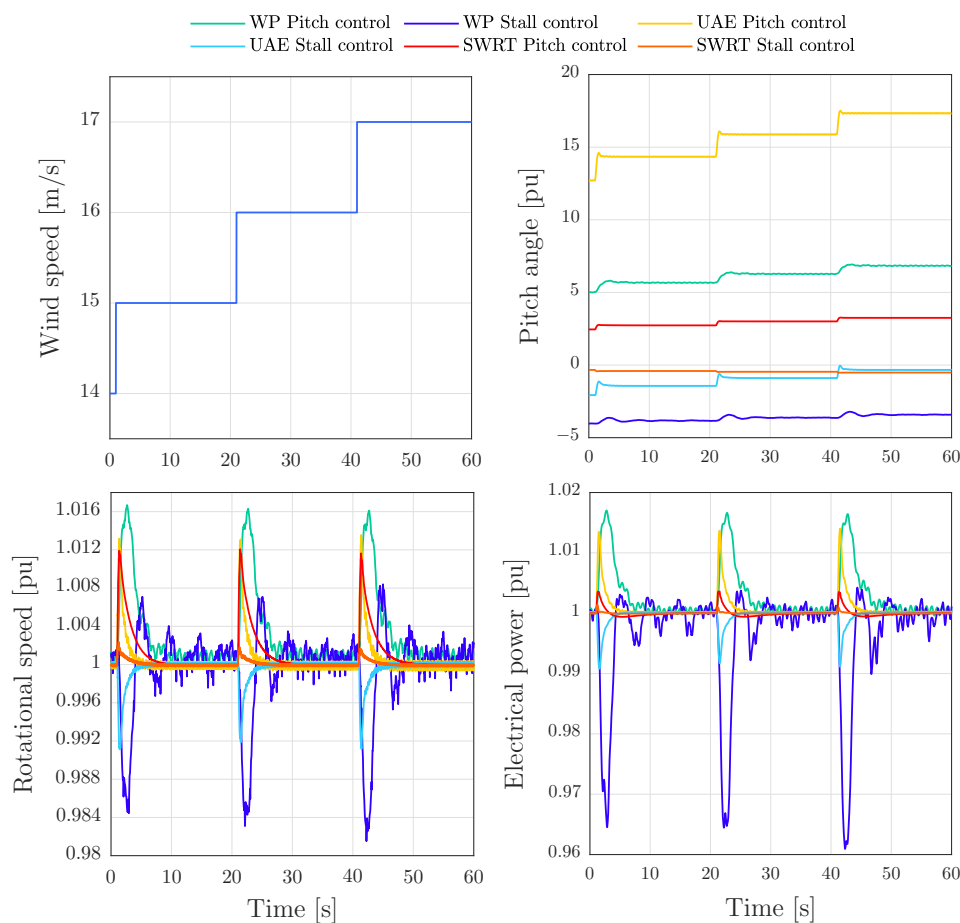 WP Pitch control WP Stall control UAE Pitch control
UAE Stall control SWRT Pitch control SWRT Stall control
17
16
15
14
0 10 20 30 40 50 60
Wind speed [m/s]
20
15
10
5
0
−5
0 10 20 30 40 50 60
Pitch angle [pu]
1.016
1.012
1.008
1.004
1
0.996
0.992
0.988
0.984
0.98
0 10 20 30 40 50 60
Rotational speed [pu]
Time [s]
1.02
1.01
1
0.99
0.98
0.97
0.96
0 10 20 30 40 50 60
Electrical power [pu]
Time [s]